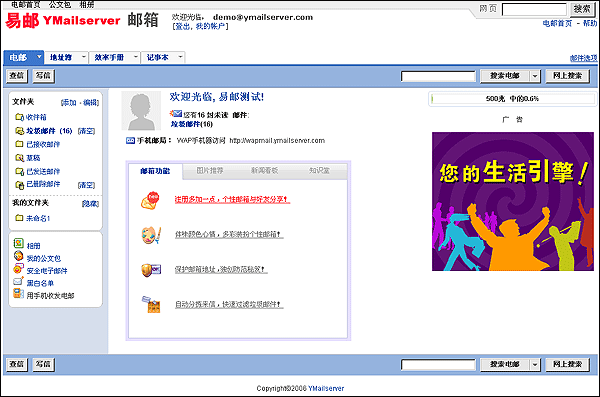 电邮首页 公文包 相册
网页 搜索
易邮 YMailserver 邮箱
欢迎光临， demo@ymailserver.com
[登出, 我的帐户]
电邮首页 - 帮助
电邮 地址簿 效率手册 记事本
邮件选项
查信 写信 搜索电邮 网上搜索
文件夹 [添加 - 编辑]
收件箱
垃圾邮件 (16) [清空]
已接收邮件
草稿
已发送邮件
已删除邮件 [清空]
我的文件夹 [隐藏]
未命名1
相册
我的公文包
安全电子邮件
黑白名单
用手机收发电邮
欢迎光临, 易邮测试!
您有16 封未读 邮件:
垃圾邮件(16)
手机邮局： WAP手机器访问 http://wapmail.ymailserver.com
邮箱功能 图片推荐 新闻看板 知识堂
注册多加一点，个性邮箱与好友分享！
体验颜色心情，多彩装扮个性邮箱！
保护邮箱地址，独创防范秘笈！
自动分拣来信，快速过滤垃圾邮件！
500兆 中的0.6%
广 告
您的生活引擎！
查信 写信 搜索电邮 网上搜索
Copyright©2006 YMailserver